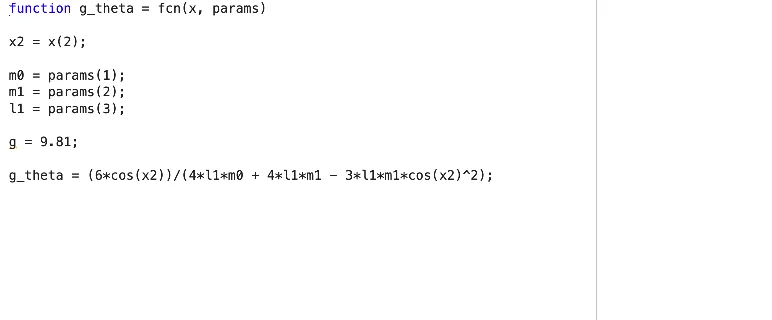 function g_theta = fcn(x, params)
x2 = x(2);
m0 = params(1);
m1 = params(2);
l1 = params(3);
g = 9.81;
g_theta = (6*cos(x2))/(4*l1*m0 + 4*l1*m1 - 3*l1*m1*cos(x2)^2);